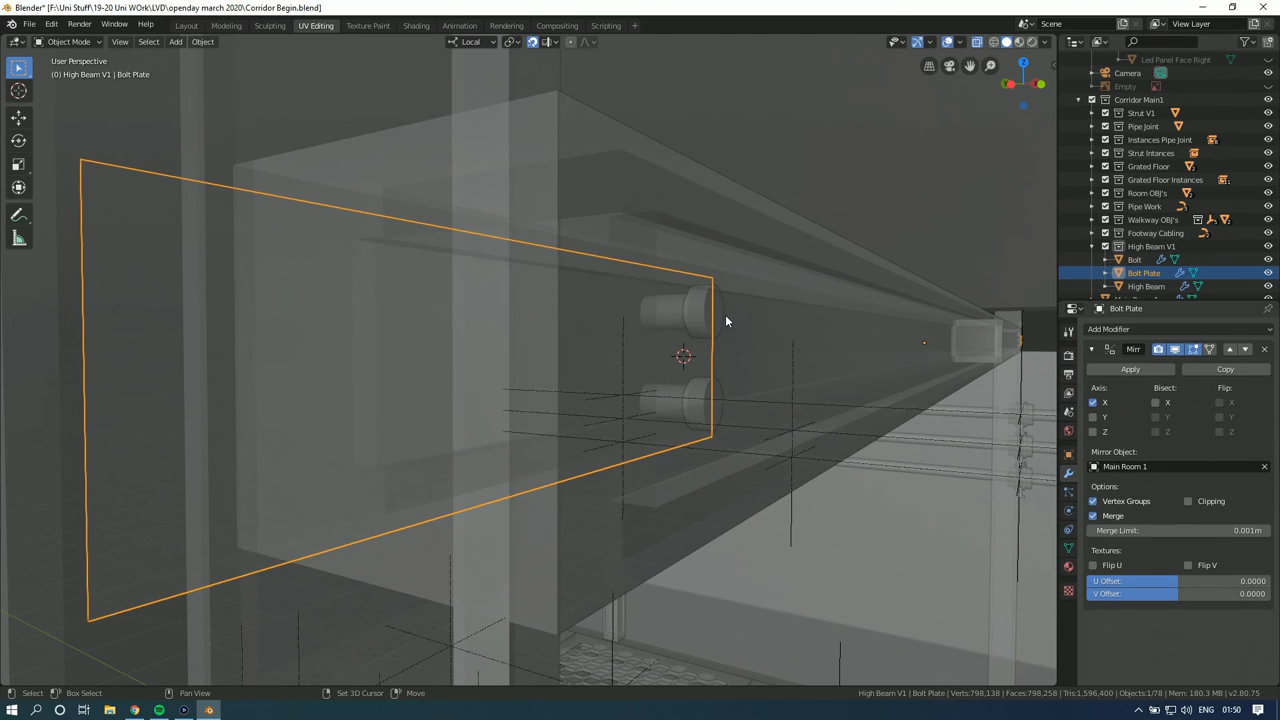 Blender* [F:\Uni Stuff\19-20 Uni WOrk\LVD\openday march 2020\Corridor Begin.blend]
File Edit Render Window Help Layout Modeling Sculpting UV Editing Texture Paint Shading Animation Rendering Compositing Scripting Scene View Layer
Object Mode View Select Add Object Local
User Perspective
(0) High Beam V1 | Bolt Plate
Z
Led Panel Face Right
Camera
Empty
Corridor Main1
Strut V1
Pipe Joint
Instances Pipe Joint
Strut Intances
Grated Floor
Grated Floor Instances
Room OBJ's
Pipe Work
Walkway OBJ's
Footway Cabling
High Beam V1
Bolt
Bolt Plate
High Beam
Bolt Plate
Add Modifier
Mirr
Apply Copy
Axis: Bisect: Flip:
X X X
Y Y Y
Z Z Z
Mirror Object:
Main Room 1
Options:
Vertex Groups Clipping
Merge
Merge Limit: 0.001m
Textures:
Flip U Flip V
U Offset: 0.0000
V Offset: 0.0000
Select Box Select Pan View Set 3D Cursor Move High Beam V1 | Bolt Plate | Verts:798,138 | Faces:798,258 | Tris:1,596,400 | Objects:1/78 | Mem: 180.3 MB | v2.80.75
ENG 01:50